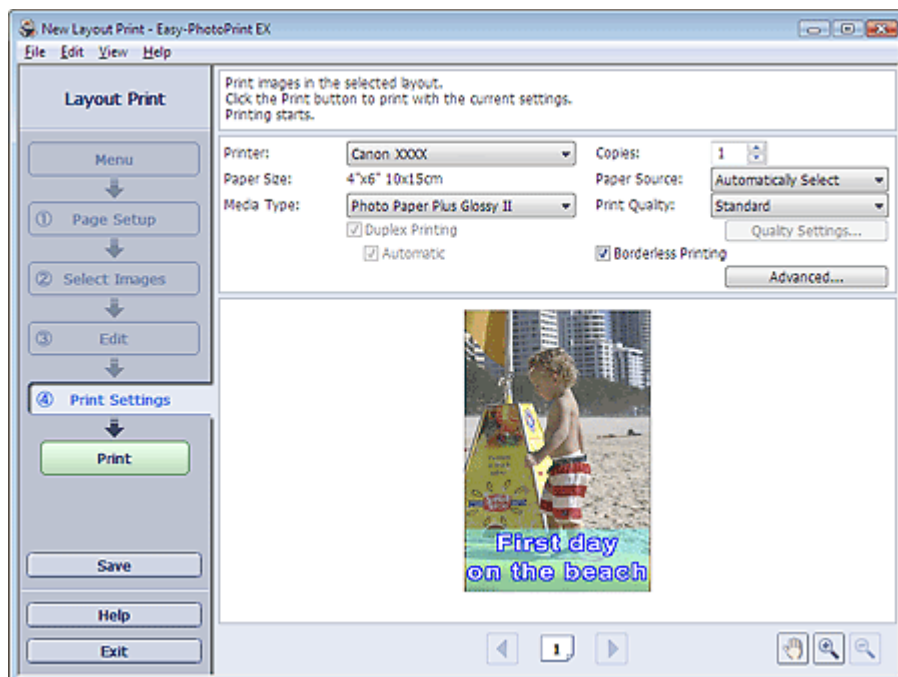 New Layout Print - Easy-PhotoPrint EX
File Edit View Help
Layout Print
Menu
① Page Setup
② Select Images
③ Edit
④ Print Settings
Print
Save
Help
Exit
Print images in the selected layout.
Click the Print button to print with the current settings.
Printing starts.
Printer: Canon XXXX Copies: 1
Paper Size: 4"x6" 10x15cm Paper Source: Automatically Select
Media Type: Photo Paper Plus Glossy II Print Quality: Standard
Duplex Printing Quality Settings...
Automatic Borderless Printing
Advanced...
First day
on the beach
1